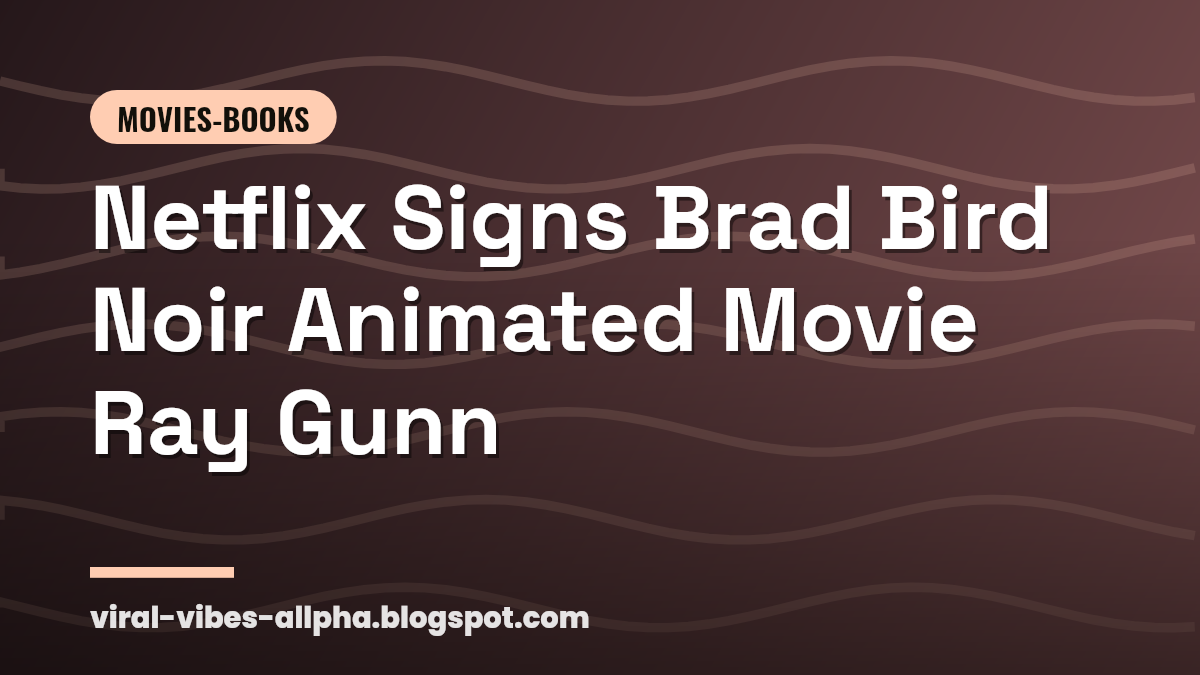 MOVIES-BOOKS
Netflix Signs Brad Bird
Noir Animated Movie
Ray Gunn
viral-vibes-allpha.blogspot.com